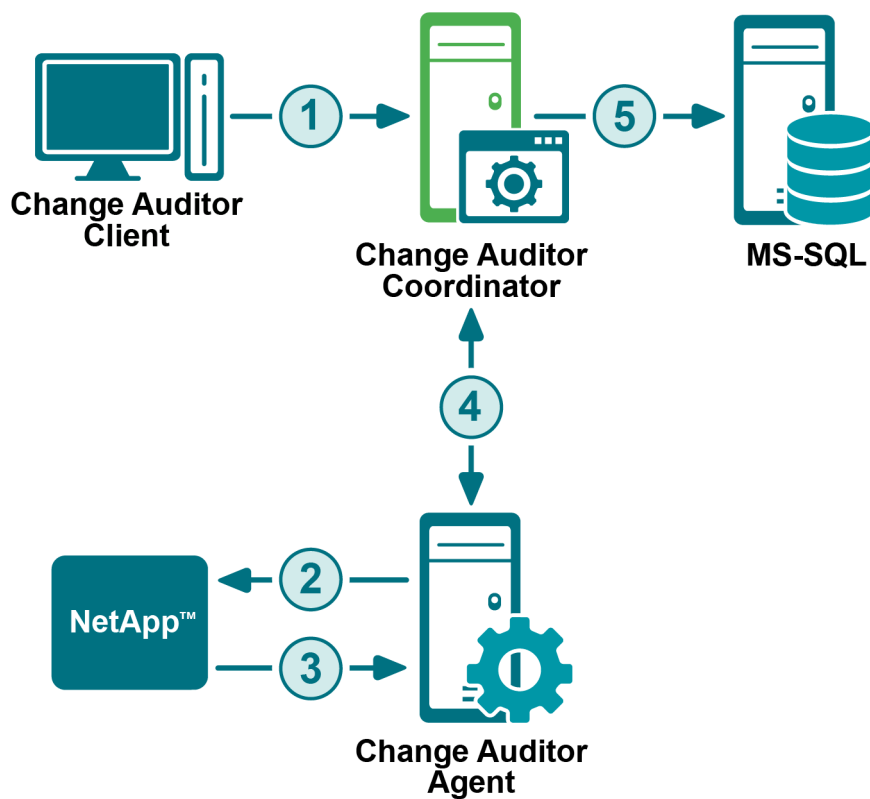 1
5
Change Auditor
Client
Change Auditor
Coordinator
MS-SQL
4
2
NetApp™
3
Change Auditor
Agent